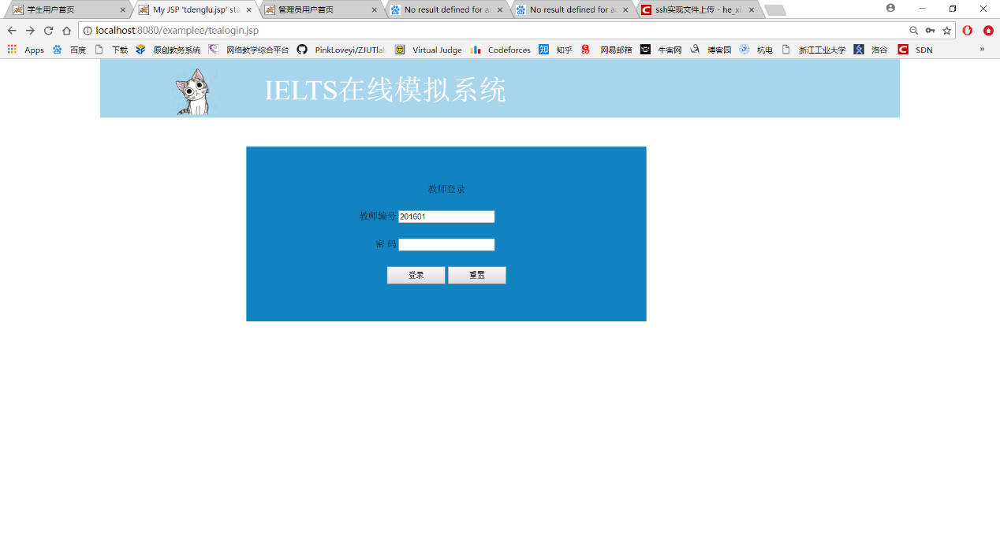 学生用户首页 My JSP 'tdenglu.jsp' sta 管理员用户首页 No result defined for ac No result defined for ac ssh实现文件上传 - he_xia
localhost:8080/examplee/tealogin.jsp
Apps 百度 下载 原创教务系统 网络教学综合平台 PinkLoveyi/ZJUTlal Virtual Judge Codeforces 知 知乎 易 网易邮箱 牛客网 博客园 杭电 浙江工业大学 洛谷 C SDN »
IELTS在线模拟系统
教师登录
教师编号 201601
密 码
登录 重置